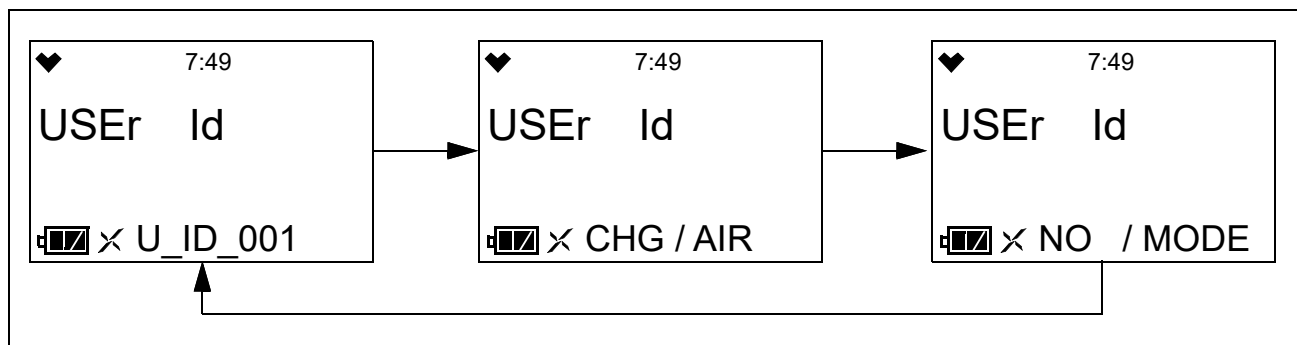 7:49
USEr Id
U_ID_001
7:49
USEr Id
CHG / AIR
7:49
USEr Id
NO / MODE